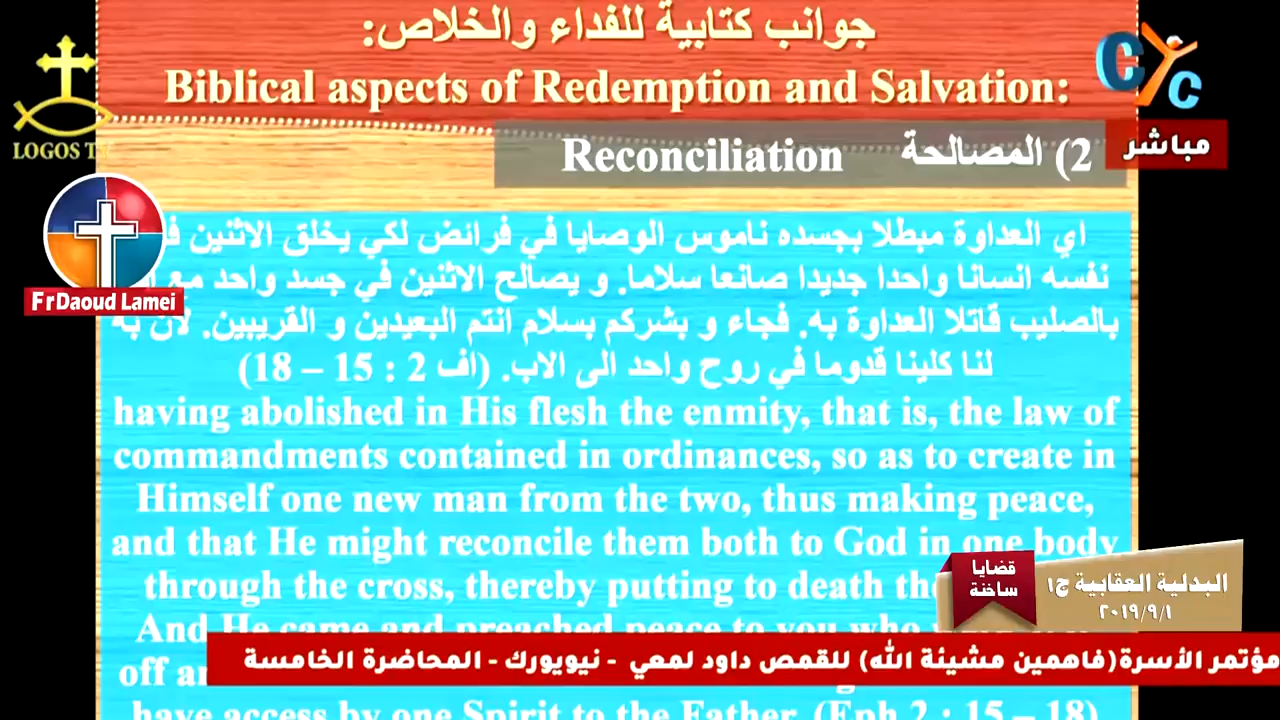 جوانب كتابية للفداء والخلاص:
Biblical aspects of Redemption and Salvation:
CYC
LOGOS T
مباشر
2) المصالحة Reconciliation
FrDaoud Lamei
اي العداوة مبطلا بجسده ناموس الوصايا في فرائض لكي يخلق الاثنين
نفسه انسانا واحدا جديدا صانعا سلاما. و يصالح الاثنين في جسد واحد مع
بالصليب قاتلا العداوة به. فجاء و بشركم بسلام انتم البعيدين و القريبين. لان به
لنا كلينا قدوما في روح واحد الى الاب. (اف 2 : 15 – 18)
having abolished in His flesh the enmity, that is, the law of
commandments contained in ordinances, so as to create in
Himself one new man from the two, thus making peace,
and that He might reconcile them both to God in one body
through the cross, thereby putting to death
And He came and preached peace to you who
off
have access by one Spirit to the Father. (Eph 2 : 15 – 18)
قضايا
ساخنة
البدلية العقابية ج١
٢٠١٩/٩/١
مؤتمر الأسرة(فاهمين مشيئة الله) للقمص داود لمعي - نيويورك - المحاضرة الخامسة